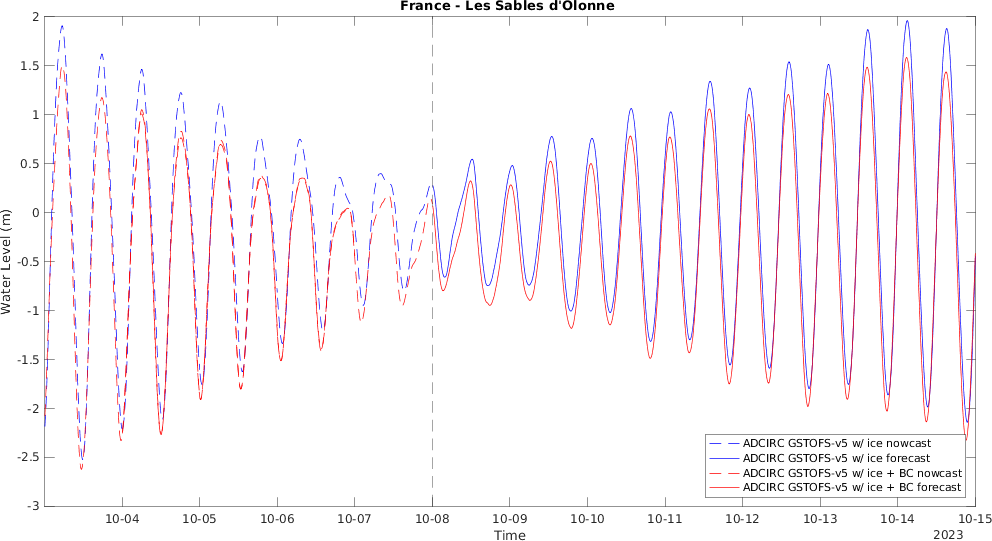 France - Les Sables d'Olonne
Water Level (m)
2
1.5
1
0.5
0
-0.5
-1
-1.5
-2
-2.5
-3
ADCIRC GSTOFS-v5 w/ ice nowcast
ADCIRC GSTOFS-v5 w/ ice forecast
ADCIRC GSTOFS-v5 w/ ice + BC nowcast
ADCIRC GSTOFS-v5 w/ ice + BC forecast
10-04 10-05 10-06 10-07 10-08 10-09 10-10 10-11 10-12 10-13 10-14 10-15
Time
2023